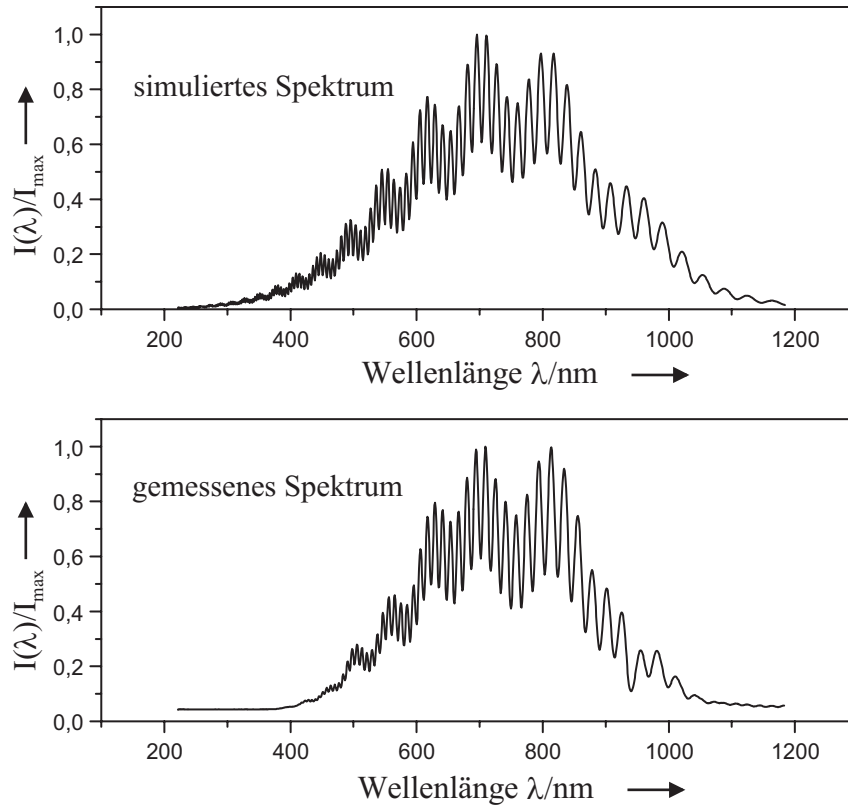 1,0
0,8
0,6
0,4
0,2
0,0
I(λ)/I_max
simuliertes Spektrum
200 400 600 800 1000 1200
Wellenlänge λ/nm
1,0
0,8
0,6
0,4
0,2
0,0
I(λ)/I_max
gemessenes Spektrum
200 400 600 800 1000 1200
Wellenlänge λ/nm